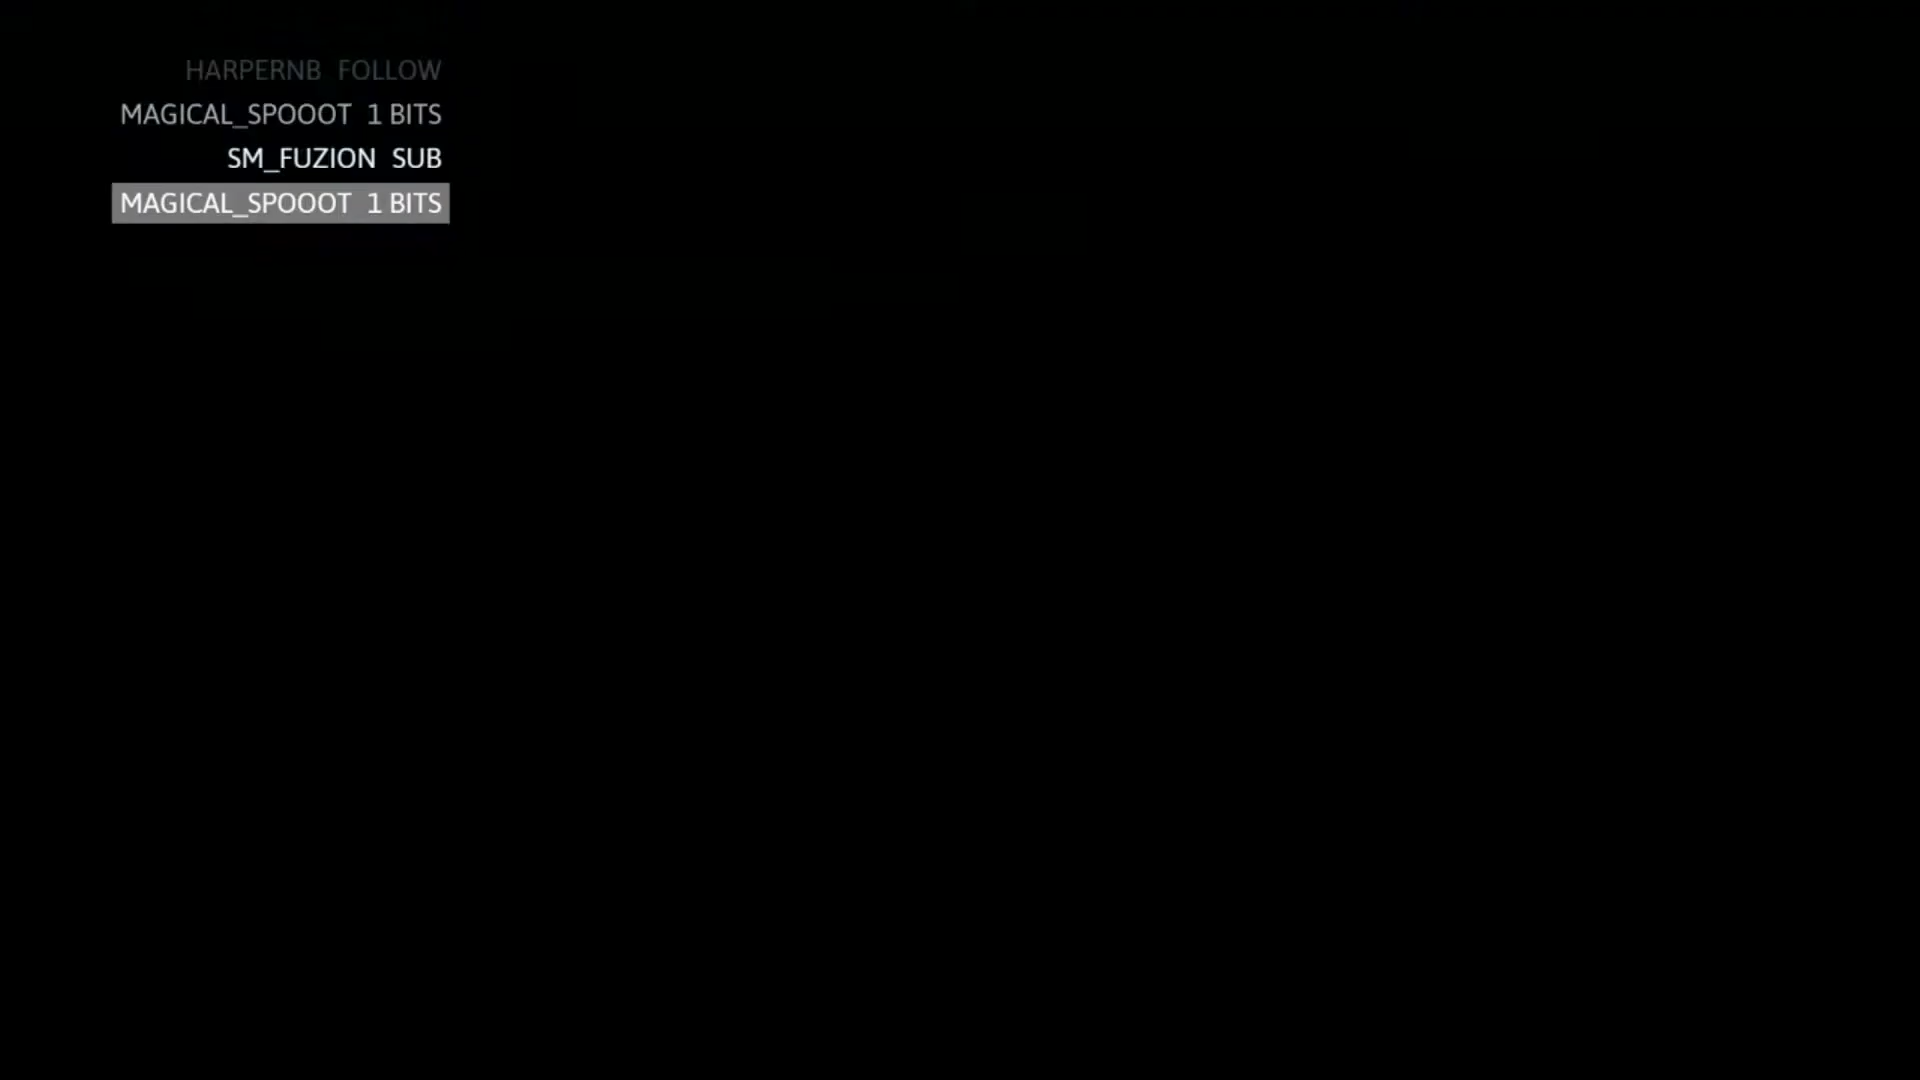 HARPERNB FOLLOW
MAGICAL_SPOOOT 1 BITS
SM_FUZION SUB
MAGICAL_SPOOOT 1 BITS